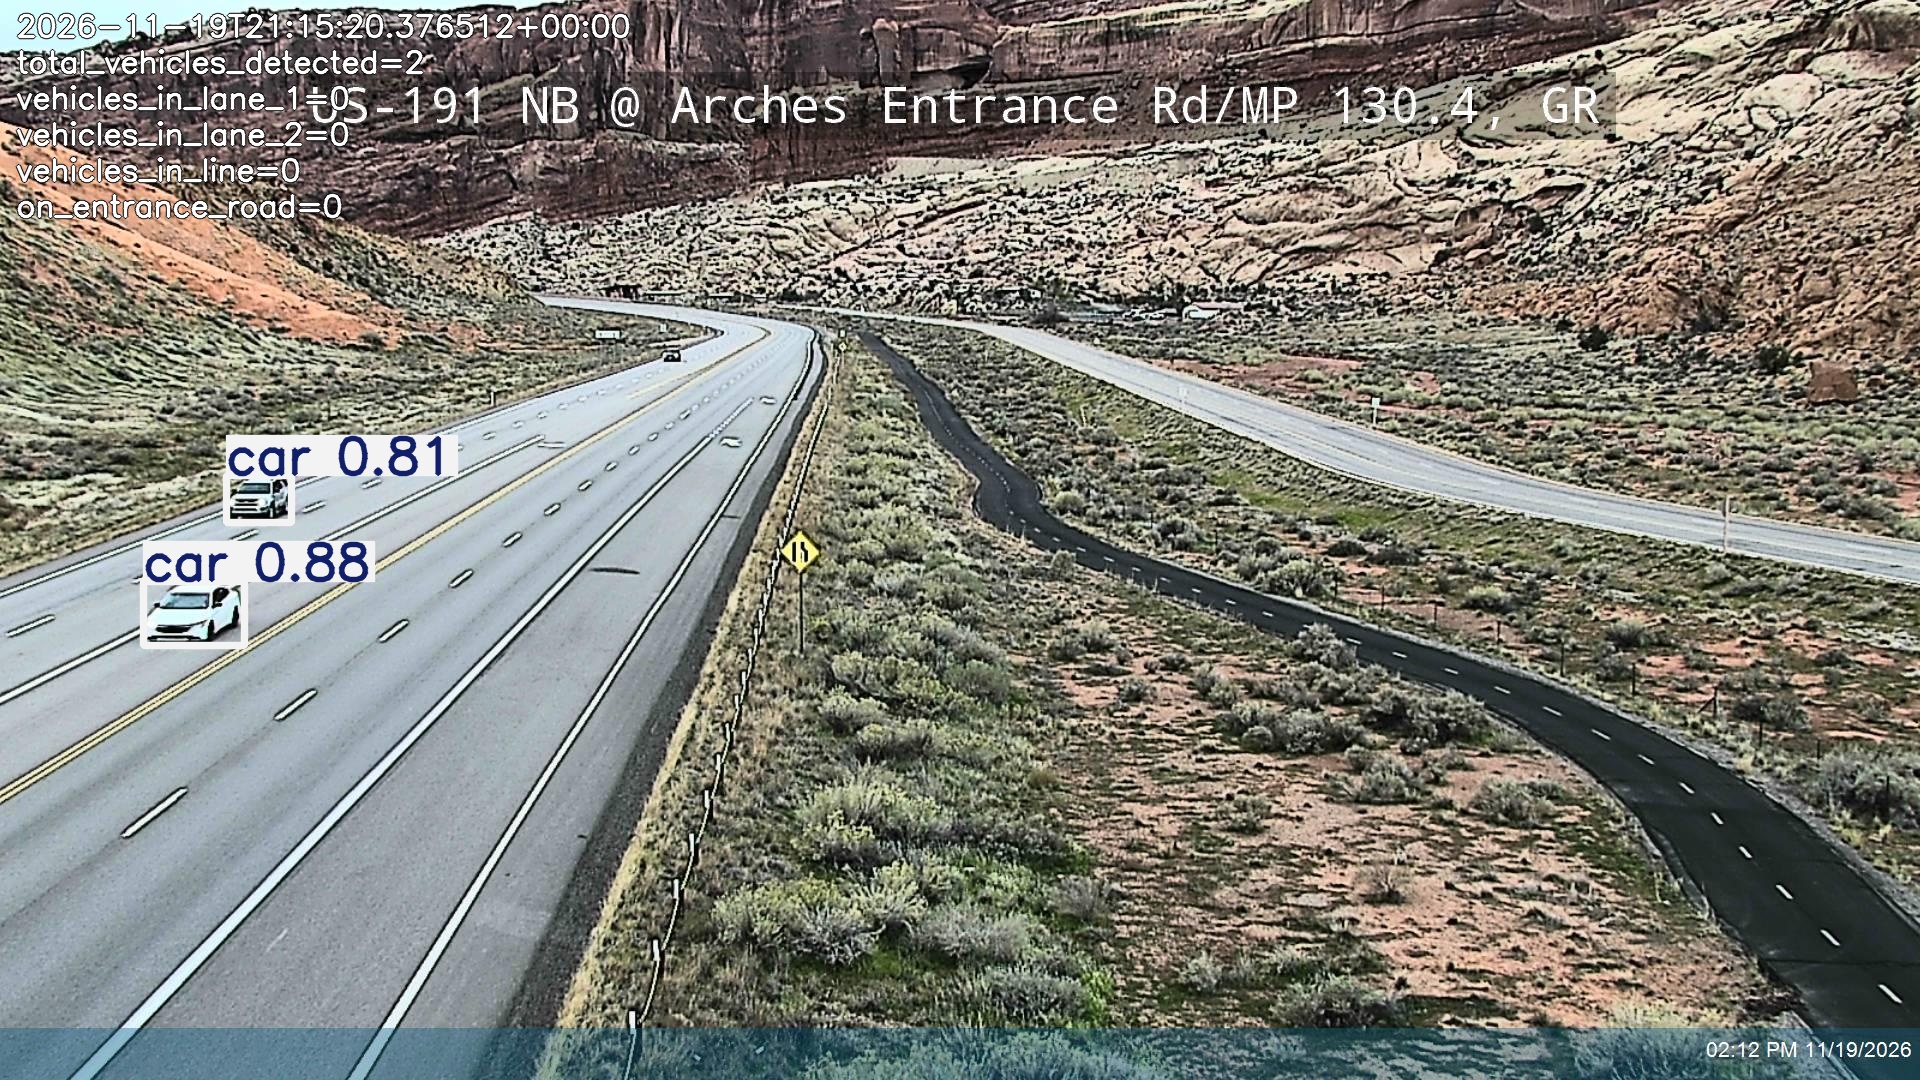 2026-11-19T21:15:20.376512+00:00
total_vehicles_detected=2
vehicles_in_lane_1=0
US-191 NB @ Arches Entrance Rd/MP 130.4, GR
vehicles_in_lane_2=0
vehicles_in_line=0
on_entrance_road=0
car 0.81
car 0.88
02:12 PM 11/19/2026